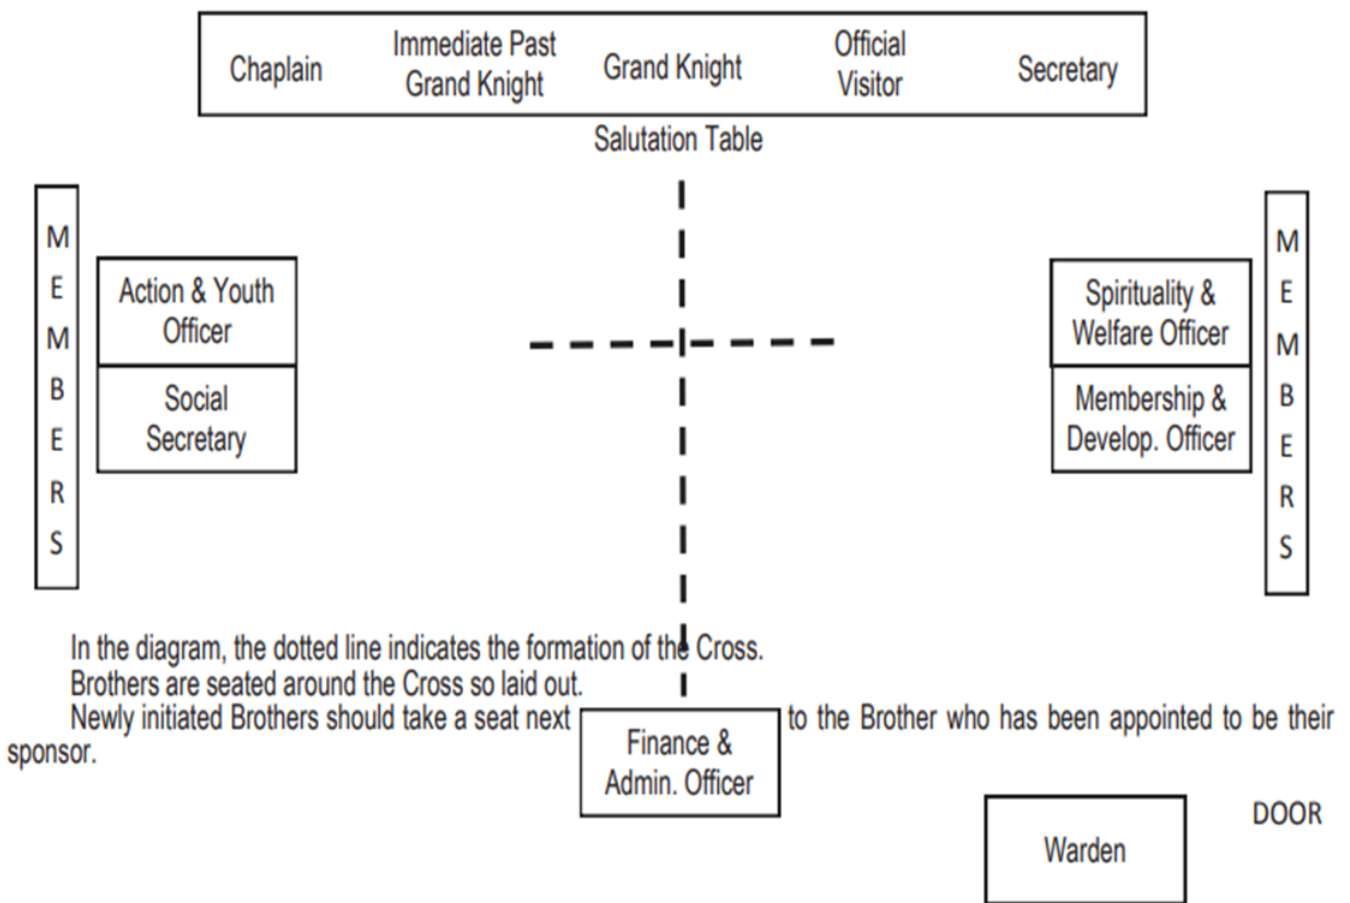 Chaplain
Immediate Past
Grand Knight
Grand Knight
Official
Visitor
Secretary
Salutation Table
M
E
M
B
E
R
S
Action & Youth
Officer
Social
Secretary
Spirituality &
Welfare Officer
Membership &
Develop. Officer
M
E
M
B
E
R
S
In the diagram, the dotted line indicates the formation of the Cross.
Brothers are seated around the Cross so laid out.
Newly initiated Brothers should take a seat next to the Brother who has been appointed to be their
sponsor.
Finance &
Admin. Officer
Warden
DOOR